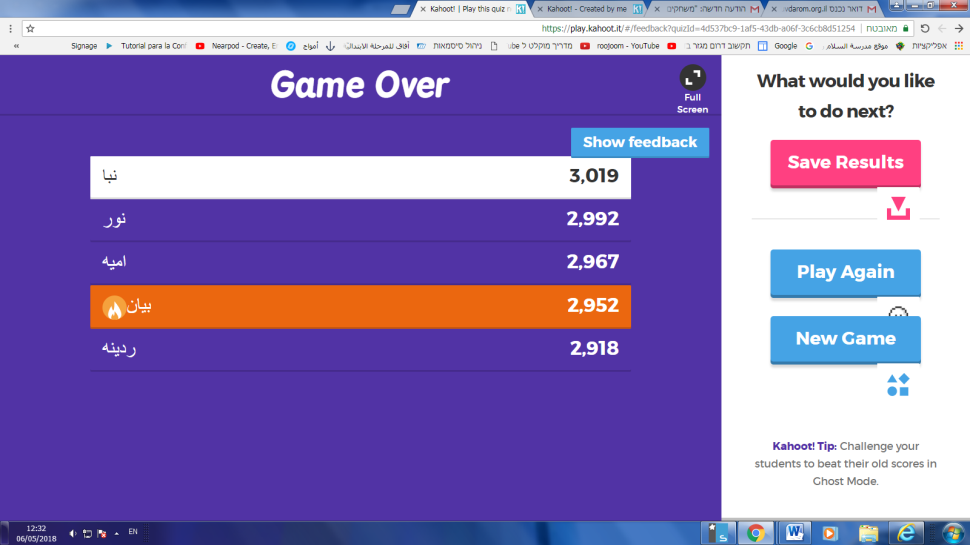 Kahoot! | Play this quiz n
Kahoot! - Created by me
הודעה חדשה: "משחקים
דואר נכנס vdarom.org.il
מאובטח | https://play.kahoot.it/#/feedback?quizId=4d537bc9-1af5-43db-a06f-3c6cb8d51254
אפליקציות
موقع مدرسة السلام
Google
תקשוב דרום מגזר ב
roojoom - YouTube
מדריך מוקלט ל
ניהול סיסמאות
آفاق للمرحلة الابتدائية
أمواج
Nearpod - Create, E
Tutorial para la Conf
Signage
Game Over
Full
Screen
Show feedback
نبا 3,019
نور 2,992
اميه 2,967
بيان 2,952
ردينه 2,918
What would you like
to do next?
Save Results
Play Again
New Game
Kahoot! Tip: Challenge your
students to beat their old scores in
Ghost Mode.
12:32
06/05/2018
EN